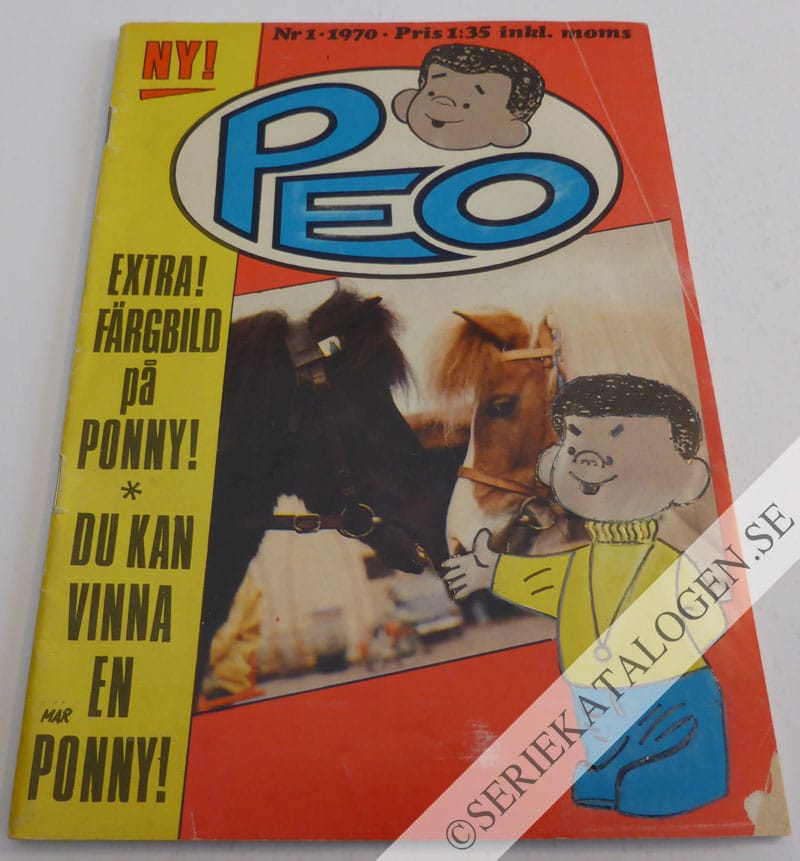 NY!
Nr 1 • 1970 • Pris 1:35 inkl. moms
PEO
EXTRA!
FÄRGBILD
på
PONNY!
*
DU KAN
VINNA
EN
MAR
PONNY!
©SERIEKATALOGEN.SE